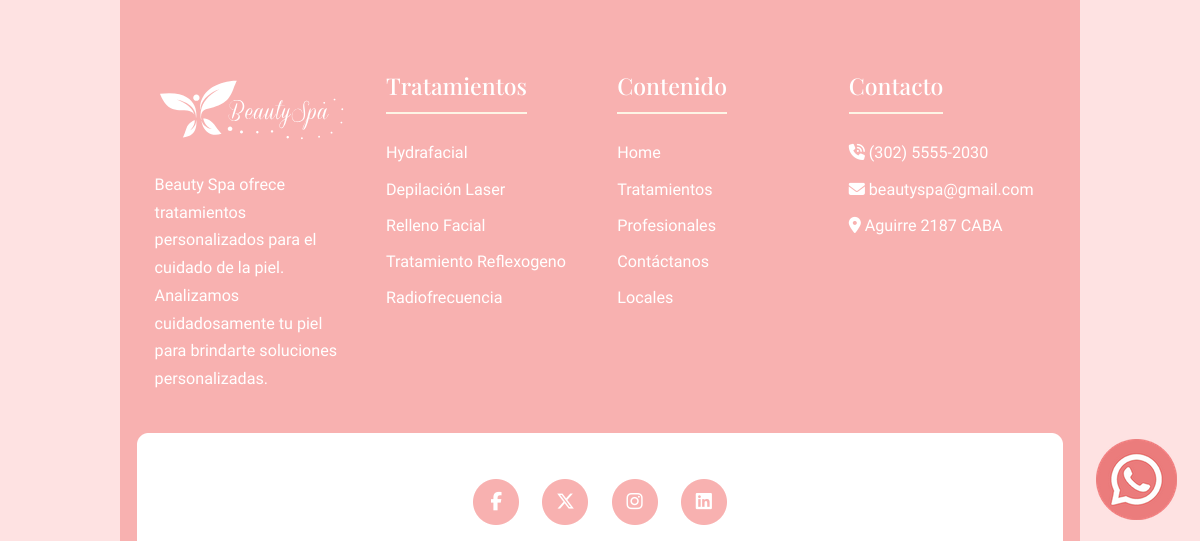 BeautySpa
Beauty Spa ofrece
tratamientos
personalizados para el
cuidado de la piel.
Analizamos
cuidadosamente tu piel
para brindarte soluciones
personalizadas.
Tratamientos
Hydrafacial
Depilación Laser
Relleno Facial
Tratamiento Reflexogeno
Radiofrecuencia
Contenido
Home
Tratamientos
Profesionales
Contáctanos
Locales
Contacto
(302) 5555-2030
beautyspa@gmail.com
Aguirre 2187 CABA